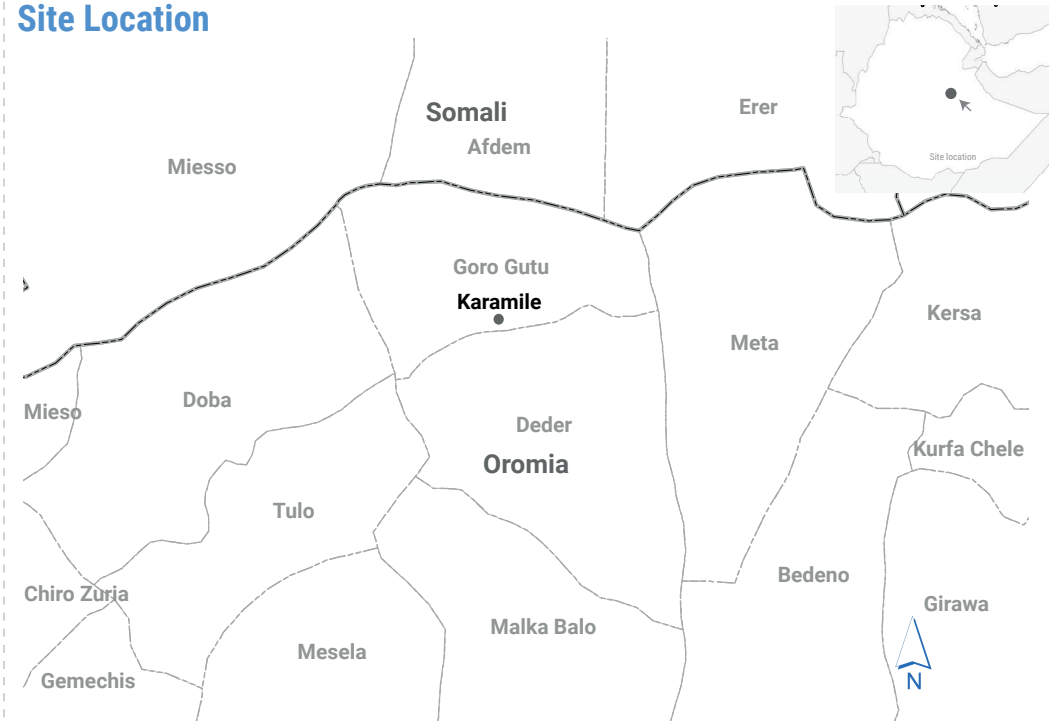 Site Location
Somali
Afdem
Erer
Miesso
Site location
Goro Gutu
Karamile
Kersa
Meta
Doba
Mieso
Deder
Kurfa Chele
Oromia
Tulo
Bedeno
Chiro Zuria
Girawa
Malka Balo
Mesela
Gemechis
N